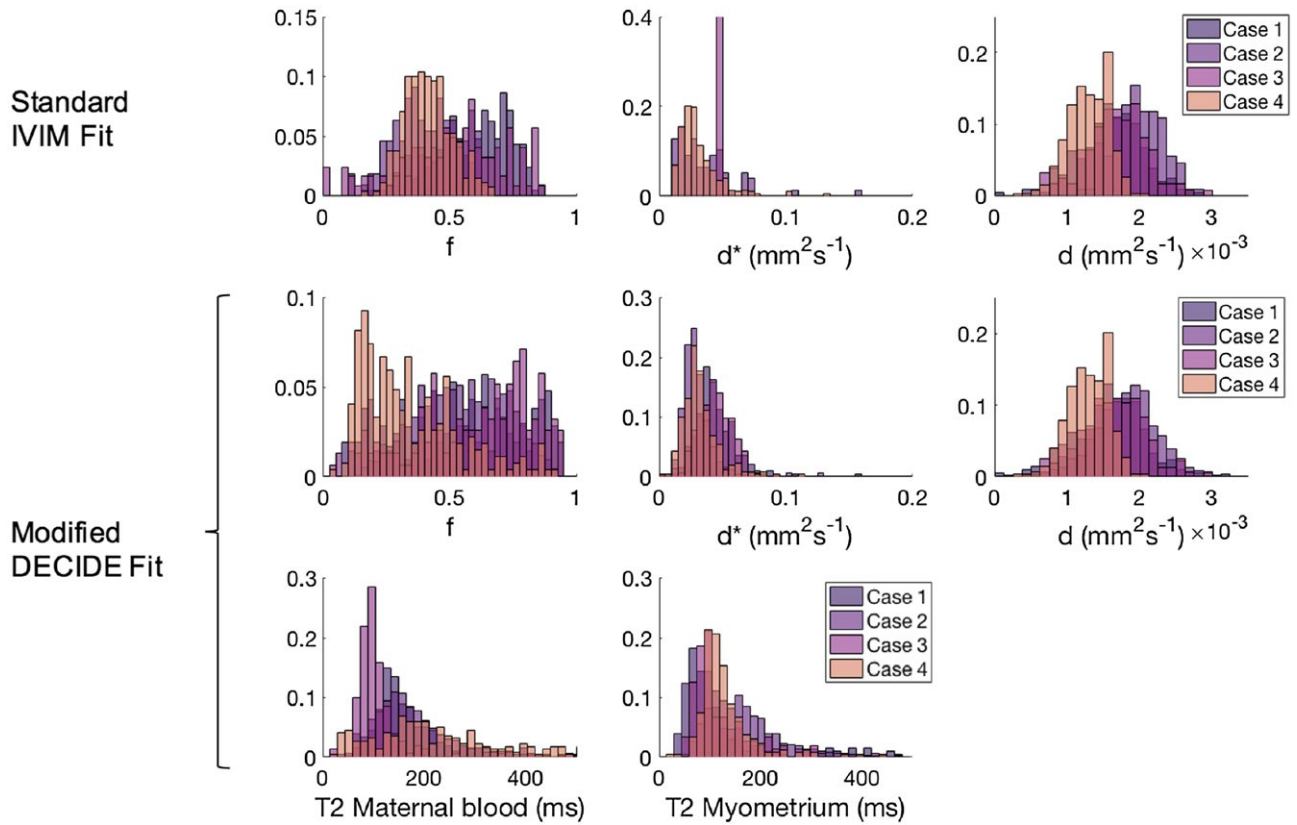 Standard
IVIM Fit
0.15
0.1
0.05
0
0 0.5 1
f
0.4
0.2
0
0 0.1 0.2
d* (mm²s⁻¹)
0.2
0.1
0
0 1 2 3
d (mm²s⁻¹) ×10⁻³
Case 1
Case 2
Case 3
Case 4
Modified
DECIDE Fit
0.1
0.05
0
0 0.5 1
f
0.3
0.2
0.1
0
0 0.1 0.2
d* (mm²s⁻¹)
0.2
0.1
0
0 1 2 3
d (mm²s⁻¹) ×10⁻³
Case 1
Case 2
Case 3
Case 4
0.3
0.2
0.1
0
0 200 400
T2 Maternal blood (ms)
0.3
0.2
0.1
0
0 200 400
T2 Myometrium (ms)
Case 1
Case 2
Case 3
Case 4